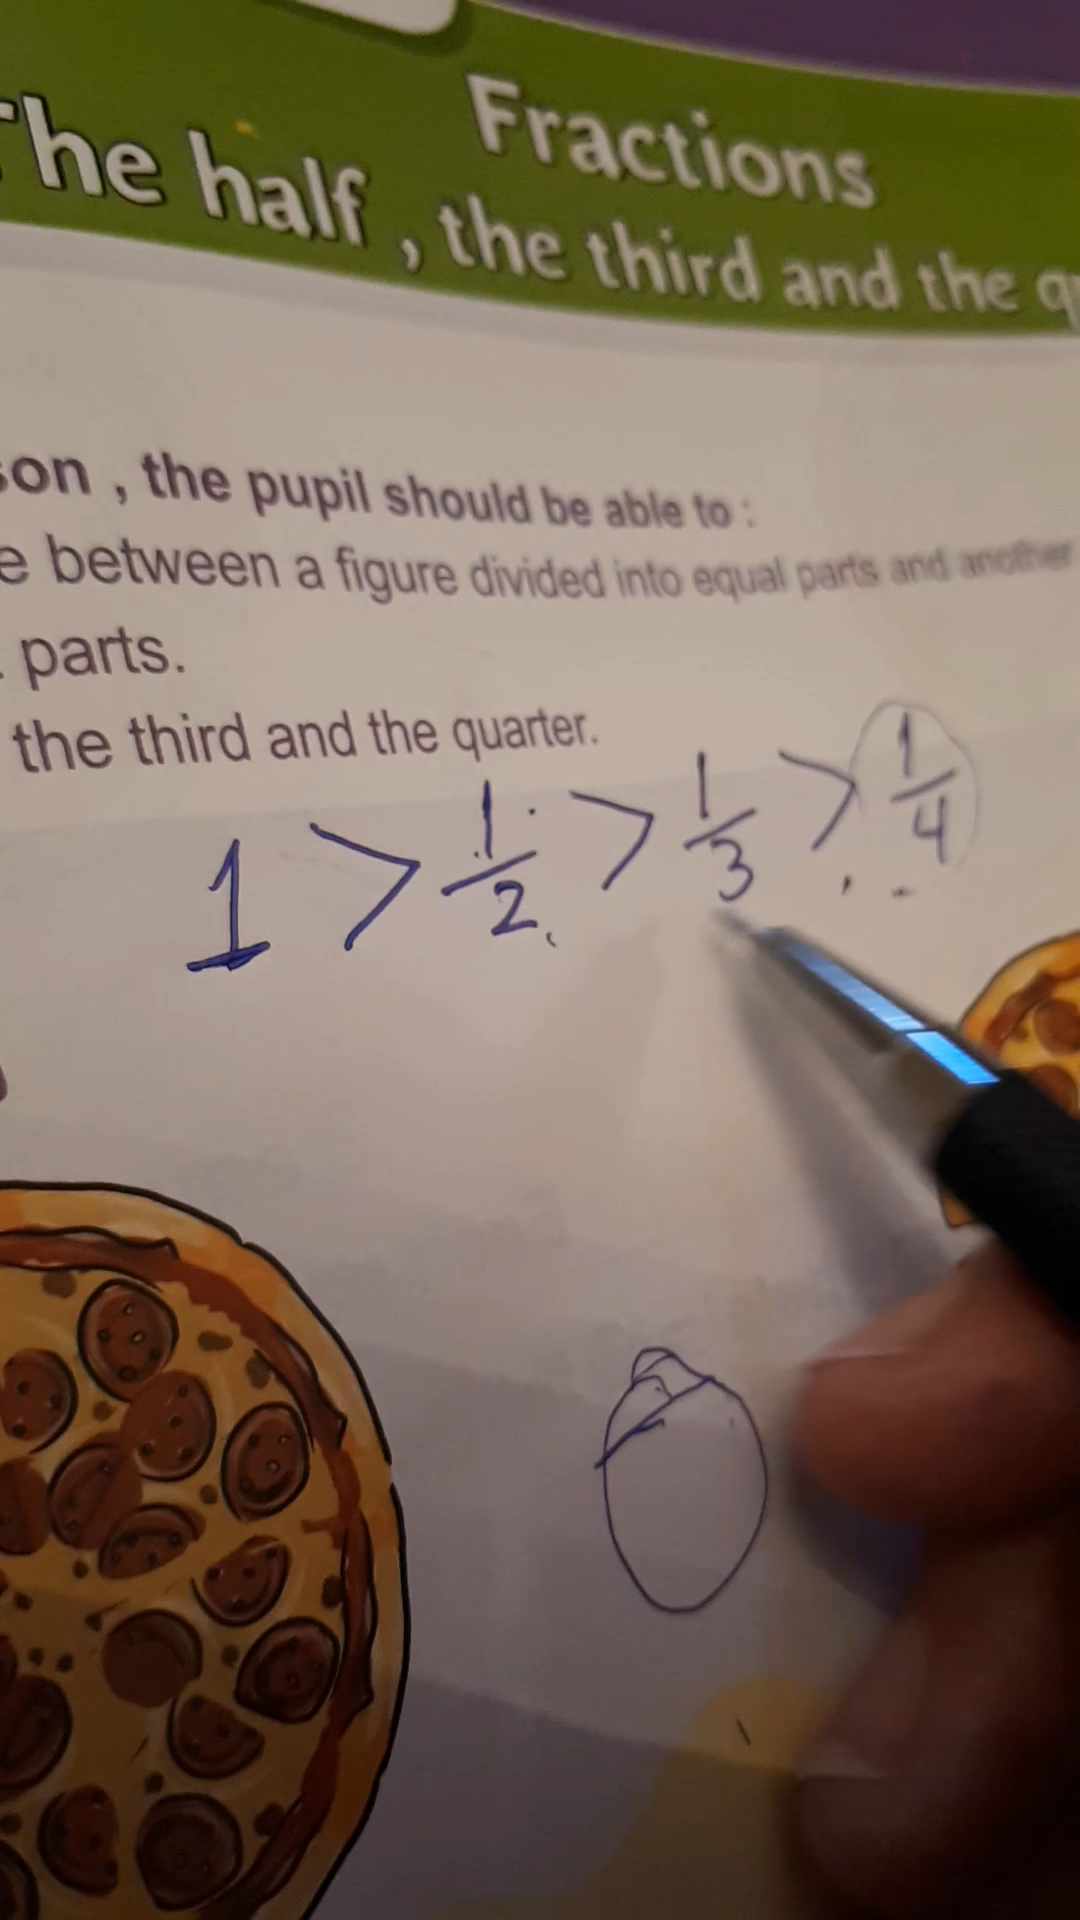 Fractions
The half , the third and the
on , the pupil should be able to :
e between a figure divided into equal parts and another
parts.
the third and the quarter.
1 > 1/2 > 1/3 > 1/4